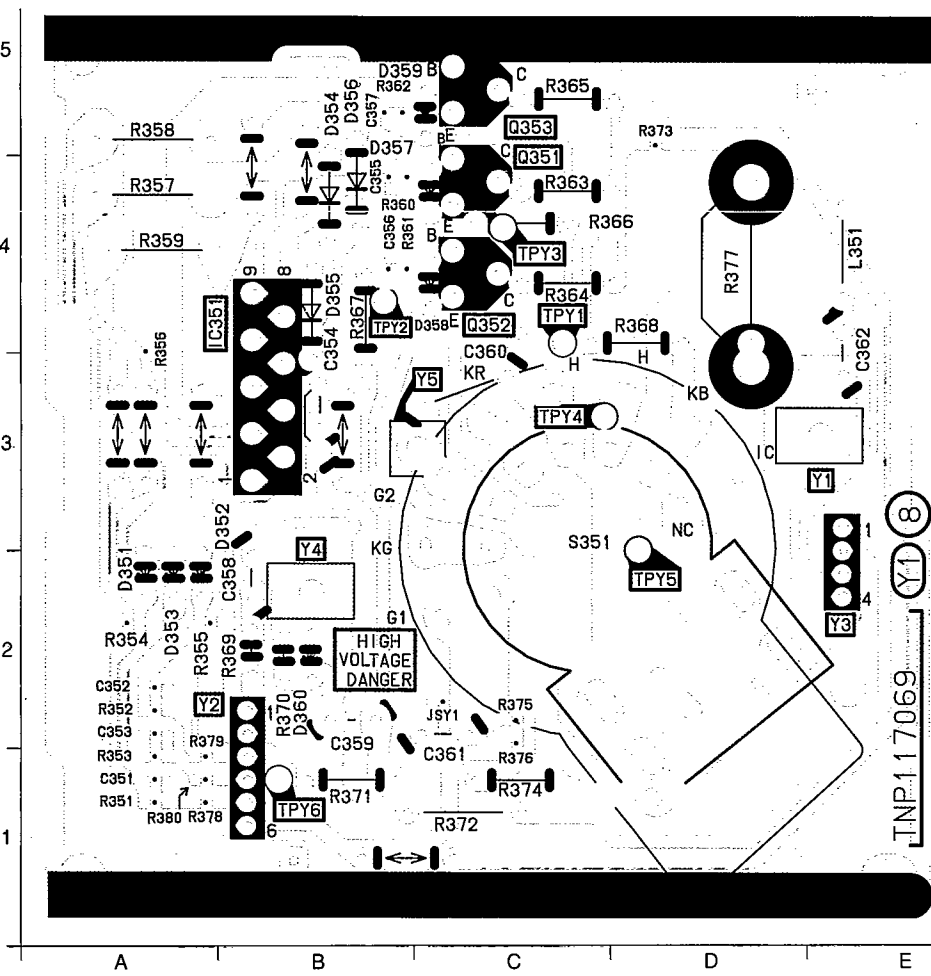 5
D359
B
C
R362
R365
D354
D356
C357
R358
R373
E
Q353
B
D357
C
Q351
R357
C355
R363
R360
C356
R361
E
R366
4
R359
B
TPY3
L351
R377
9
8
IC351
D355
R367
C
R364
TPY2
D358
E
Q352
TPY1
R368
R356
C354
C360
H
H
C362
Y5
KR
KB
TPY4
3
IC
1
2
G2
Y1
D352
8
Y4
KG
S351
NC
1
D351
C358
TPY5
Y1
4
G1
Y3
R354
D353
R355
R369
HIGH
VOLTAGE
DANGER
2
C352
R352
Y2
1
R370
D360
JSY1
R375
C353
R379
C359
C361
R353
R376
TNP117069
C351
R371
R374
R351
R380
R378
TPY6
6
R372
1
A
B
C
D
E